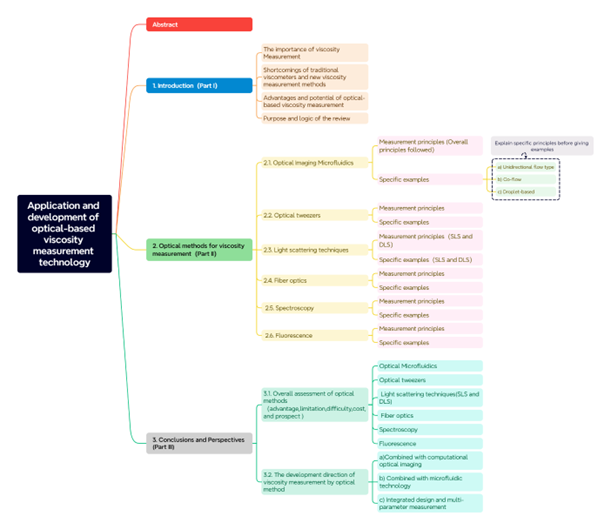 Application and
development of
optical-based
viscosity
measurement
technology
Abstract
1. Introduction (Part I)
The importance of viscosity
Measurement
Shortcomings of traditional
viscometers and new viscosity
measurement methods
Advantages and potential of optical-
based viscosity measurement
Purpose and logic of the review
2. Optical methods for viscosity
measurement (Part II)
2.1. Optical Imaging Microfluidics
Measurement principles (Overall
principles followed)
Specific examples
Explain specific principles before giving
examples
a) Unidirectional flow type
b) Co-flow
c) Droplet-based
2.2. Optical tweezers
Measurement principles
Specific examples
2.3. Light scattering techniques
Measurement principles (SLS and
DLS)
Specific examples (SLS and DLS)
2.4. Fiber optics
Measurement principles
Specific examples
2.5. Spectroscopy
Measurement principles
Specific examples
2.6. Fluorescence
Measurement principles
Specific examples
3. Conclusions and Perspectives
(Part III)
3.1. Overall assessment of optical
methods
(advantage,limitation,difficulty,cost,
and prospect)
Optical Microfluidics
Optical tweezers
Light scattering techniques(SLS and
DLS)
Fiber optics
Spectroscopy
Fluorescence
3.2. The development direction of
viscosity measurement by optical
method
a)Combined with computational
optical imaging
b) Combined with microfluidic
technology
c) Integrated design and multi-
parameter measurement